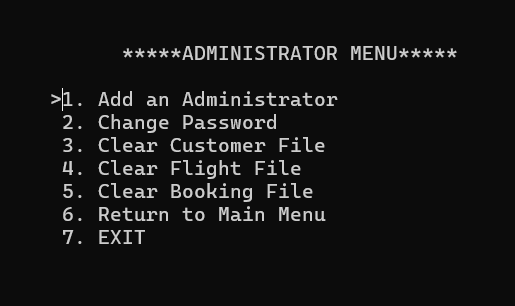 *****ADMINISTRATOR MENU*****
>1. Add an Administrator
2. Change Password
3. Clear Customer File
4. Clear Flight File
5. Clear Booking File
6. Return to Main Menu
7. EXIT